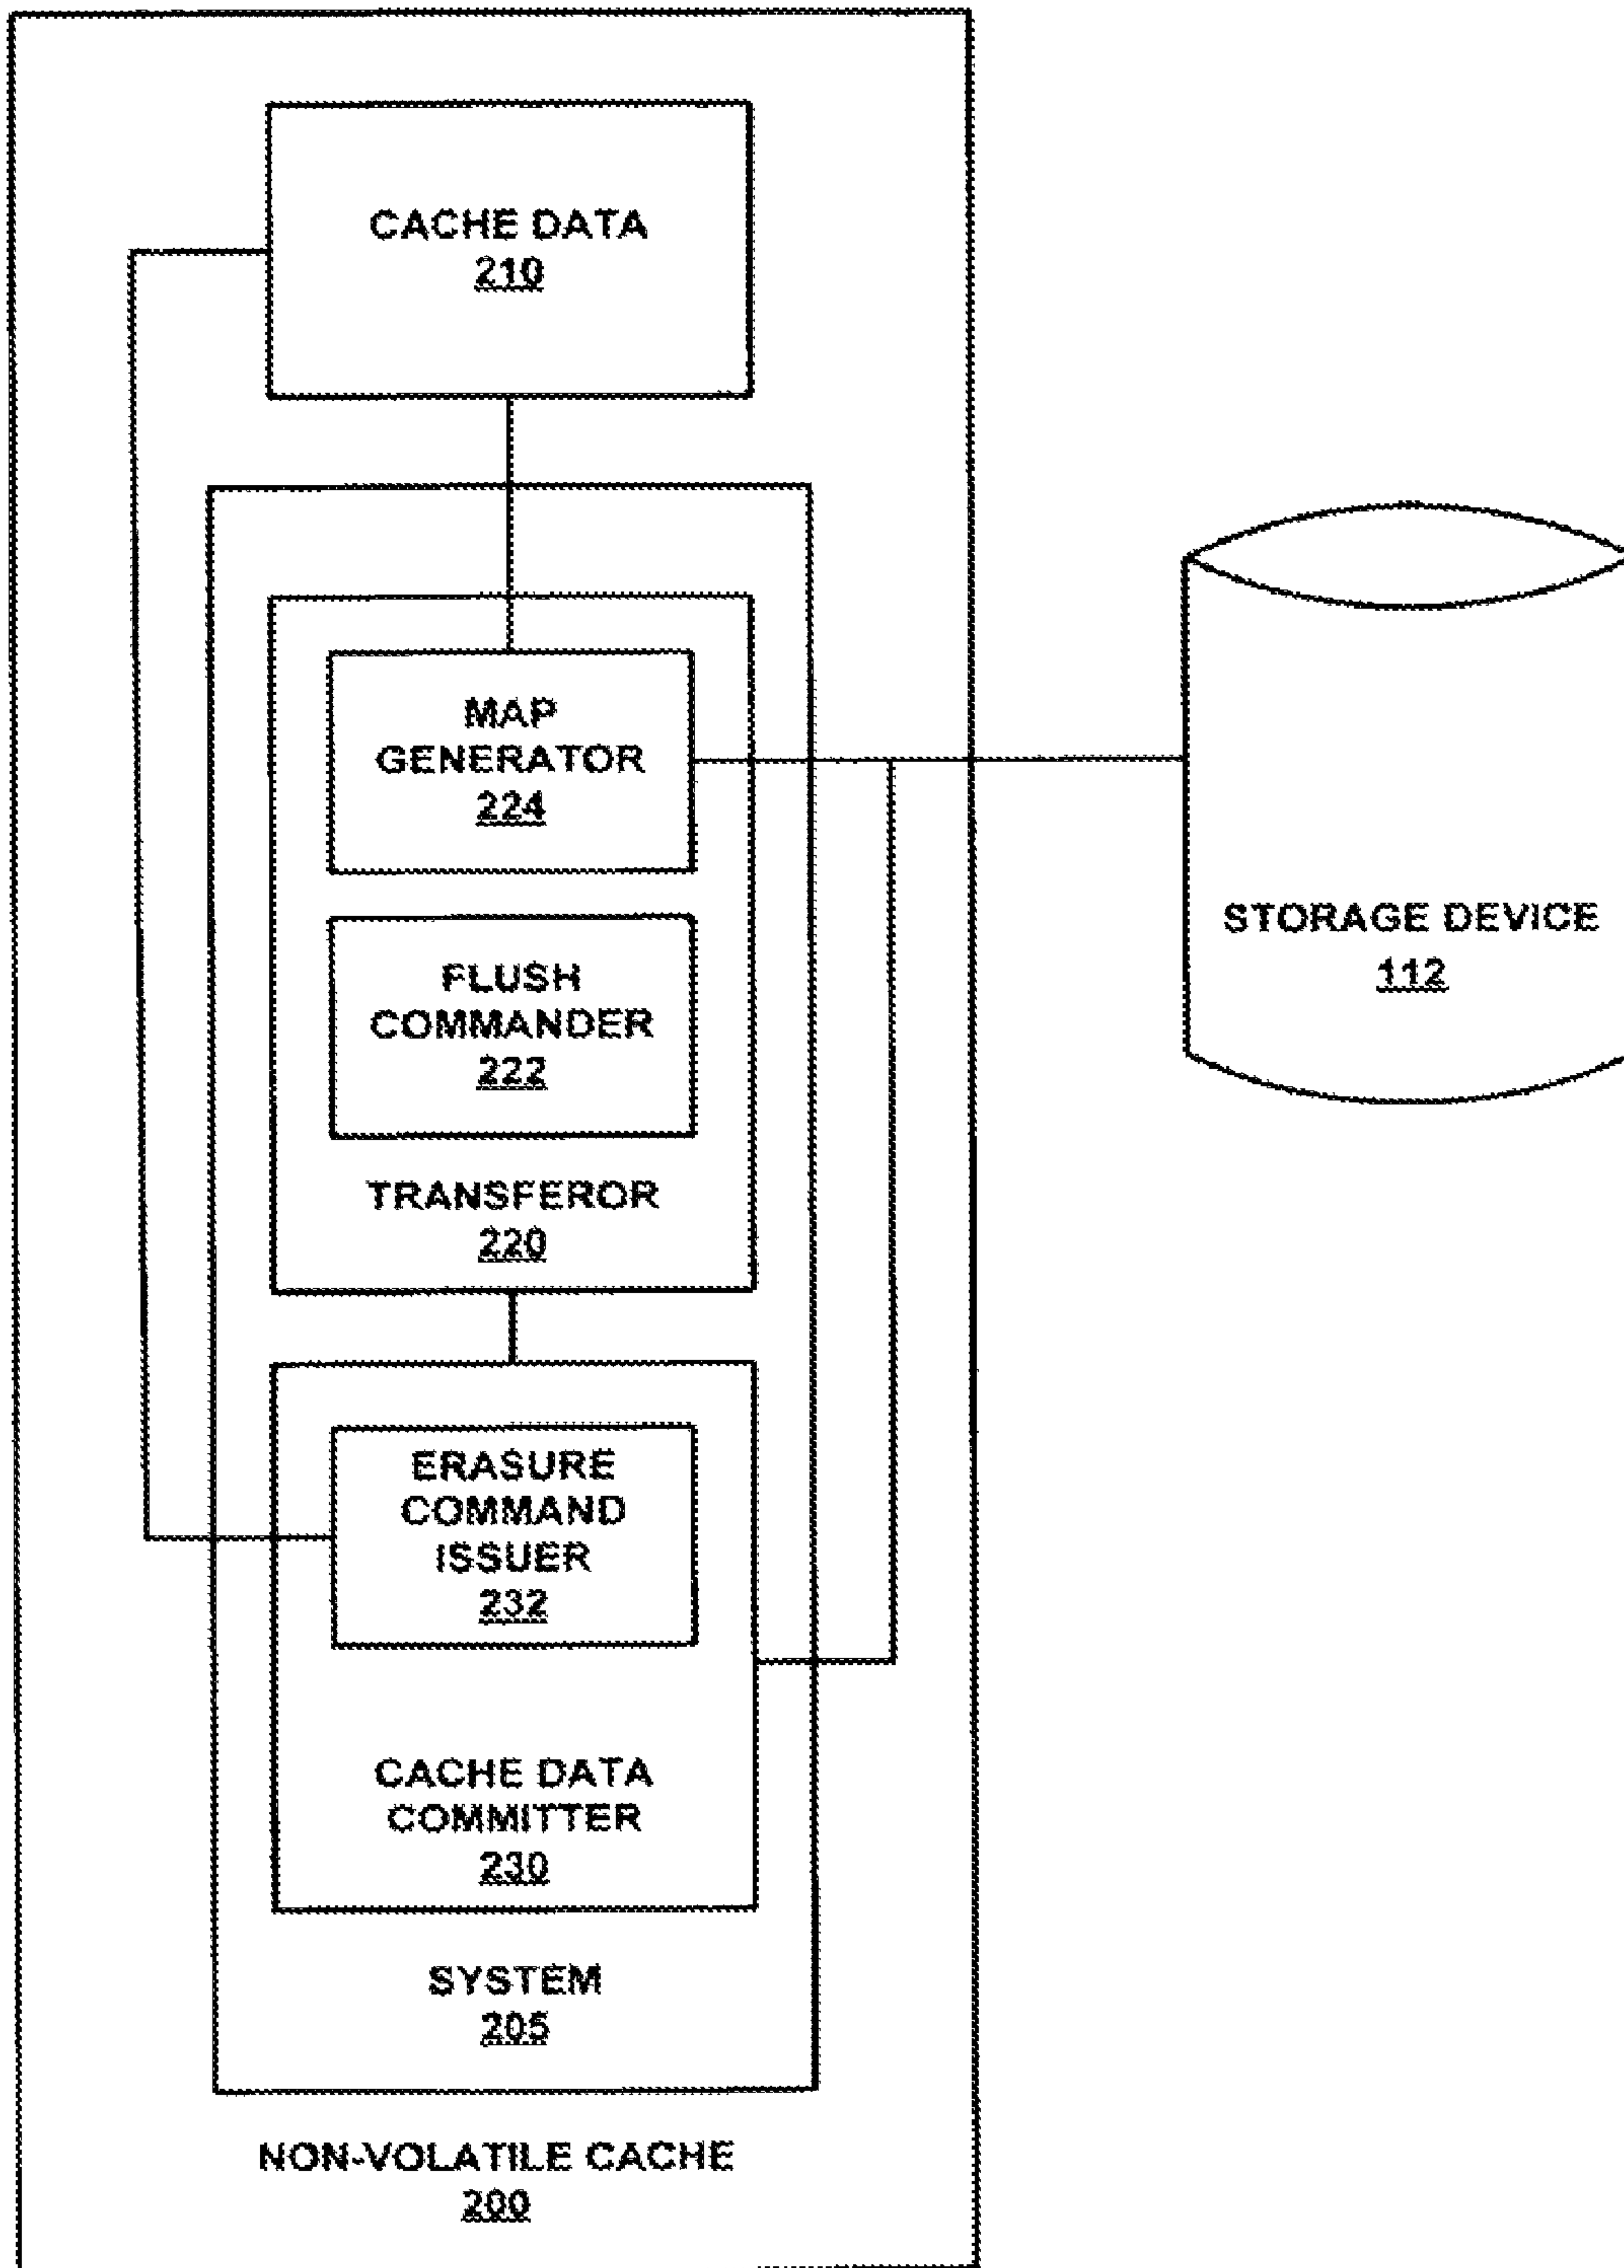 CACHE DATA
210
MAP
GENERATOR
224
FLUSH
COMMANDER
222
TRANSFEROR
220
ERASURE
COMMAND
ISSUER
232
CACHE DATA
COMMITTER
230
SYSTEM
205
NON-VOLATILE CACHE
200
STORAGE DEVICE
112